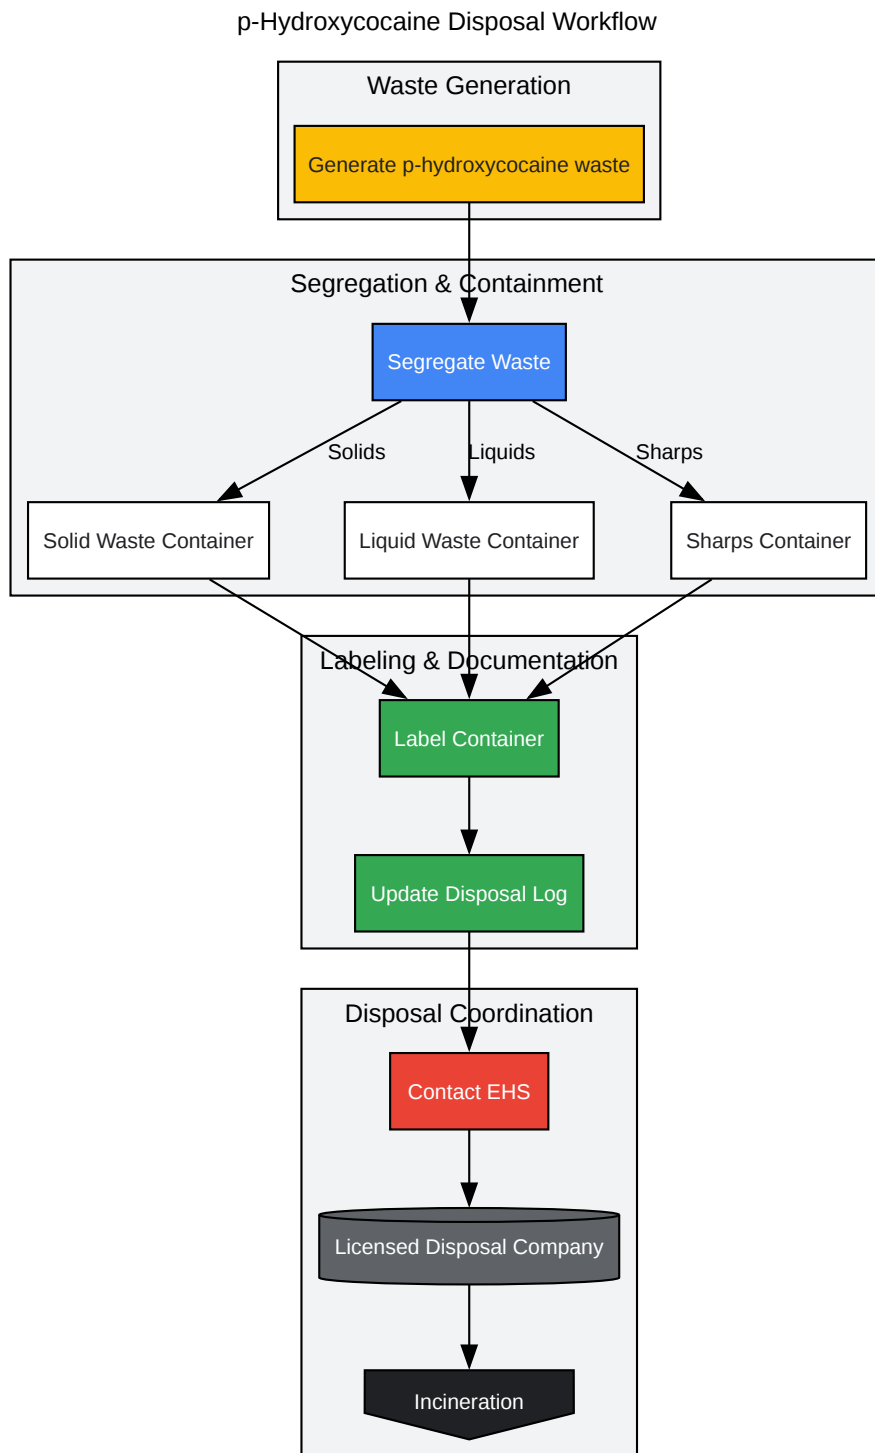 p-Hydroxycocaine Disposal Workflow
Waste Generation
Generate p-hydroxycocaine waste
Segregation & Containment
Segregate Waste
Solids
Liquids
Sharps
Solid Waste Container
Liquid Waste Container
Sharps Container
Labeling & Documentation
Label Container
Update Disposal Log
Disposal Coordination
Contact EHS
Licensed Disposal Company
Incineration